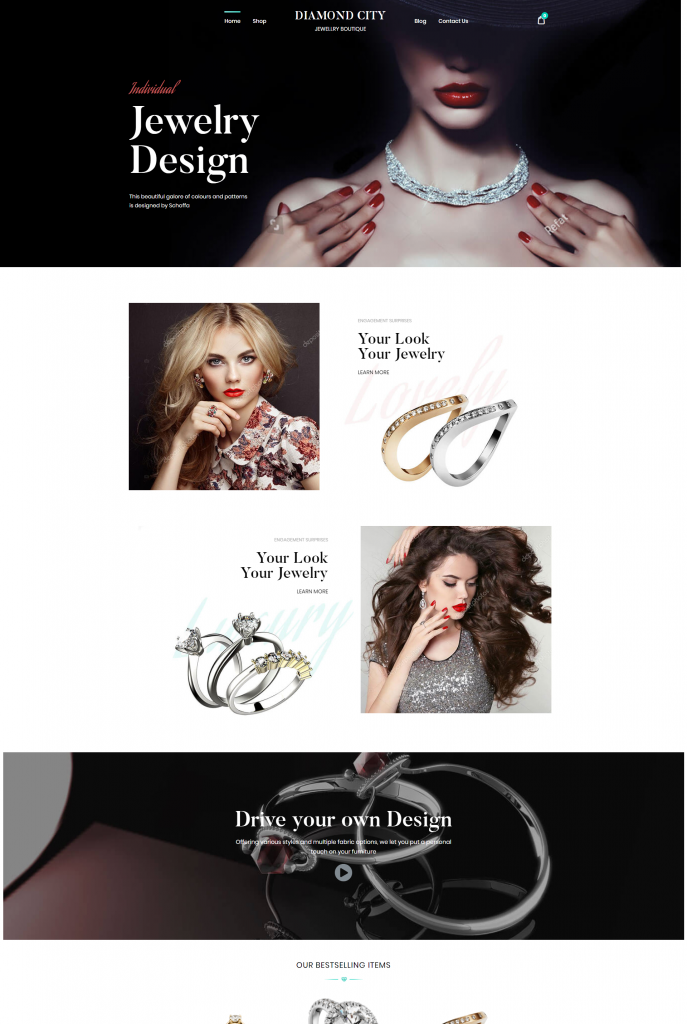 Home
Shop
DIAMOND CITY
JEWELLRY BOUTIQUE
Blog
Contact Us
Individual
Jewelry
Design
This beautiful galore of colours and patterns
is designed by Schaffa
Refat
ENGAGEMENT SURPRISES
Your Look
Your Jewelry
LEARN MORE
Lovely
ENGAGEMENT SURPRISES
Your Look
Your Jewelry
LEARN MORE
Luxury
Drive your own Design
Offering various styles and multiple fabric options, we let you put a personal
touch on your furniture.
OUR BESTSELLING ITEMS